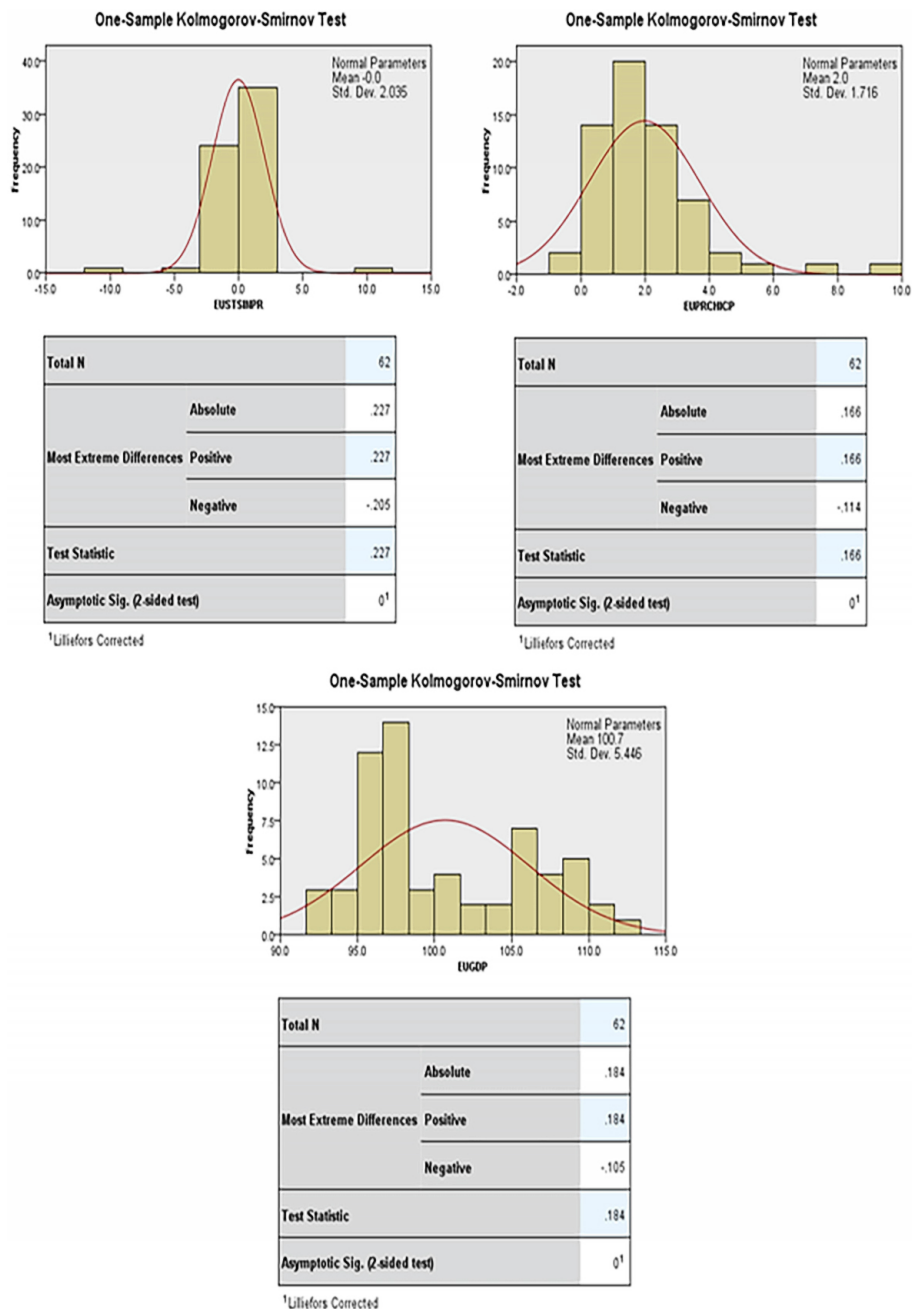 One-Sample Kolmogorov-Smirnov Test
Normal Parameters
Mean -0.0
Std. Dev. 2.035
Frequency
40.0
30.0
20.0
10.0
0.0
-15.0 -10.0 -5.0 0.0 5.0 10.0 15.0
EUSTSINPR
Total N 62
Most Extreme Differences Absolute .227
Positive .227
Negative -.205
Test Statistic .227
Asymptotic Sig. (2-sided test) 0¹
¹Lilliefors Corrected
One-Sample Kolmogorov-Smirnov Test
Normal Parameters
Mean 2.0
Std. Dev. 1.716
Frequency
20.0
15.0
10.0
5.0
0.0
-2.0 0.0 2.0 4.0 6.0 8.0 10.0
EUPRCHICP
Total N 62
Most Extreme Differences Absolute .166
Positive .166
Negative -.114
Test Statistic .166
Asymptotic Sig. (2-sided test) 0¹
¹Lilliefors Corrected
One-Sample Kolmogorov-Smirnov Test
Normal Parameters
Mean 100.7
Std. Dev. 5.446
Frequency
15.0
12.5
10.0
7.5
5.0
2.5
0.0
90.0 95.0 100.0 105.0 110.0 115.0
EUGDP
Total N 62
Most Extreme Differences Absolute .184
Positive .184
Negative -.105
Test Statistic .184
Asymptotic Sig. (2-sided test) 0¹
¹Lilliefors Corrected